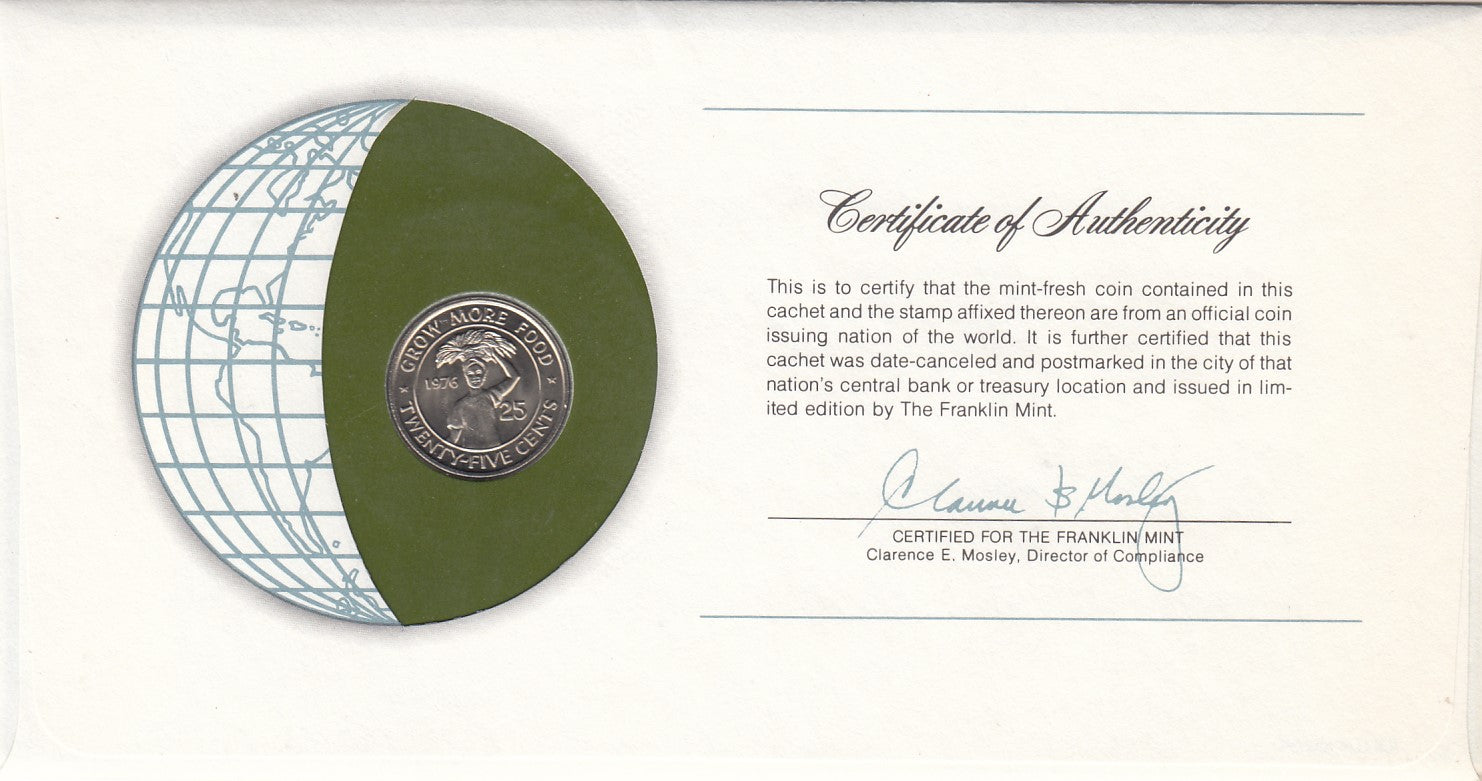 GROW MORE FOOD
1976
25
TWENTY-FIVE CENTS
Certificate of Authenticity
This is to certify that the mint-fresh coin contained in this
cachet and the stamp affixed thereon are from an official coin
issuing nation of the world. It is further certified that this
cachet was date-canceled and postmarked in the city of that
nation's central bank or treasury location and issued in lim-
ited edition by The Franklin Mint.
CERTIFIED FOR THE FRANKLIN MINT
Clarence E. Mosley, Director of Compliance